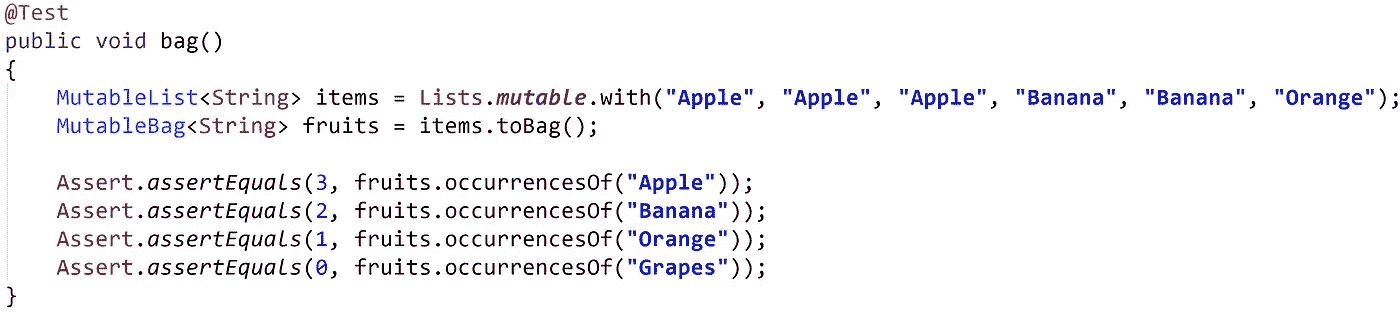 @Test
public void bag()
{
    MutableList<String> items = Lists.mutable.with("Apple", "Apple", "Apple", "Banana", "Banana", "Orange");
    MutableBag<String> fruits = items.toBag();

    Assert.assertEquals(3, fruits.occurrencesOf("Apple"));
    Assert.assertEquals(2, fruits.occurrencesOf("Banana"));
    Assert.assertEquals(1, fruits.occurrencesOf("Orange"));
    Assert.assertEquals(0, fruits.occurrencesOf("Grapes"));
}